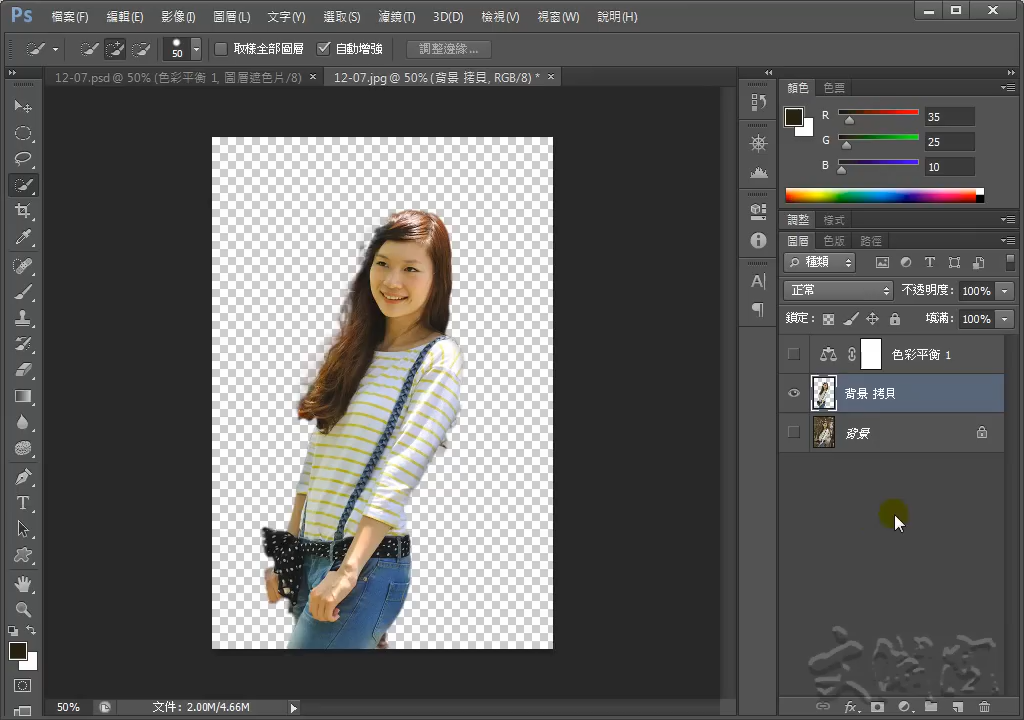 Ps 檔案(F) 編輯(E) 影像(I) 圖層(L) 文字(Y) 選取(S) 濾鏡(T) 3D(D) 檢視(V) 視窗(W) 說明(H)
50 取樣全部圖層 自動增強 調整邊緣...
12-07.psd @ 50% (色彩平衡 1, 圖層遮色片/8) × 12-07.jpg @ 50% (背景 拷貝, RGB/8) * ×
顏色 色票
R 35
G 25
B 10
調整 樣式
圖層 色版 路徑
種類
正常 不透明度: 100%
鎖定: 填滿: 100%
色彩平衡 1
背景 拷貝
背景
50% 文件: 2.00M/4.66M
fx